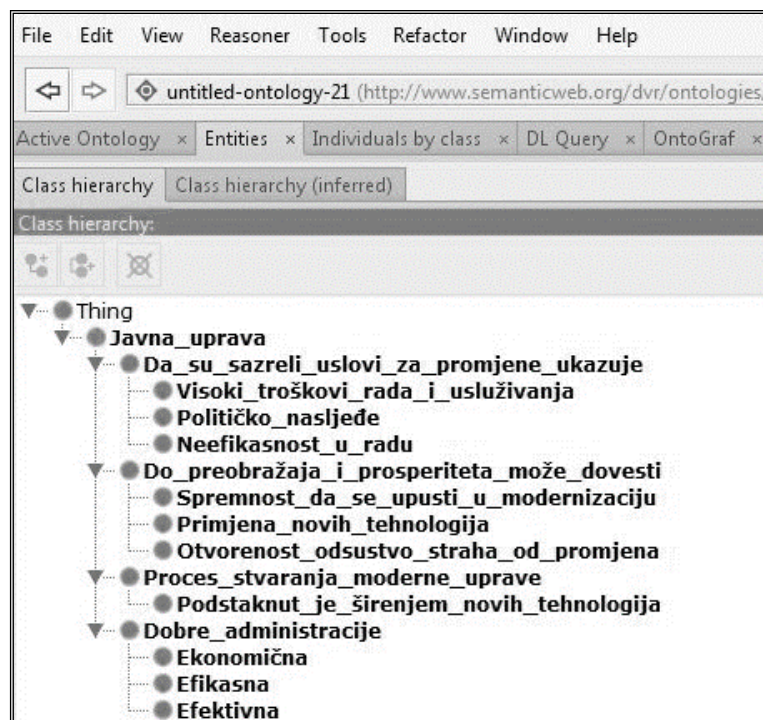 File Edit View Reasoner Tools Refactor Window Help
untitled-ontology-21 (http://www.semanticweb.org/dvr/ontologies/
Active Ontology × Entities × Individuals by class × DL Query × OntoGraf ×
Class hierarchy Class hierarchy (inferred)
Class hierarchy:
Thing
Javna_uprava
Da_su_sazreli_uslovi_za_promjene_ukazuje
Visoki_troškovi_rada_i_usluživanja
Političko_nasljeđe
Neefikasnost_u_radu
Do_preobražaja_i_prosperiteta_može_dovesti
Spremnost_da_se_upusti_u_modernizaciju
Primjena_novih_tehnologija
Otvorenost_odsustvo_straha_od_promjena
Proces_stvaranja_moderne_uprave
Podstaknut_je_širenjem_novih_tehnologija
Dobre_administracije
Ekonomična
Efikasna
Efektivna